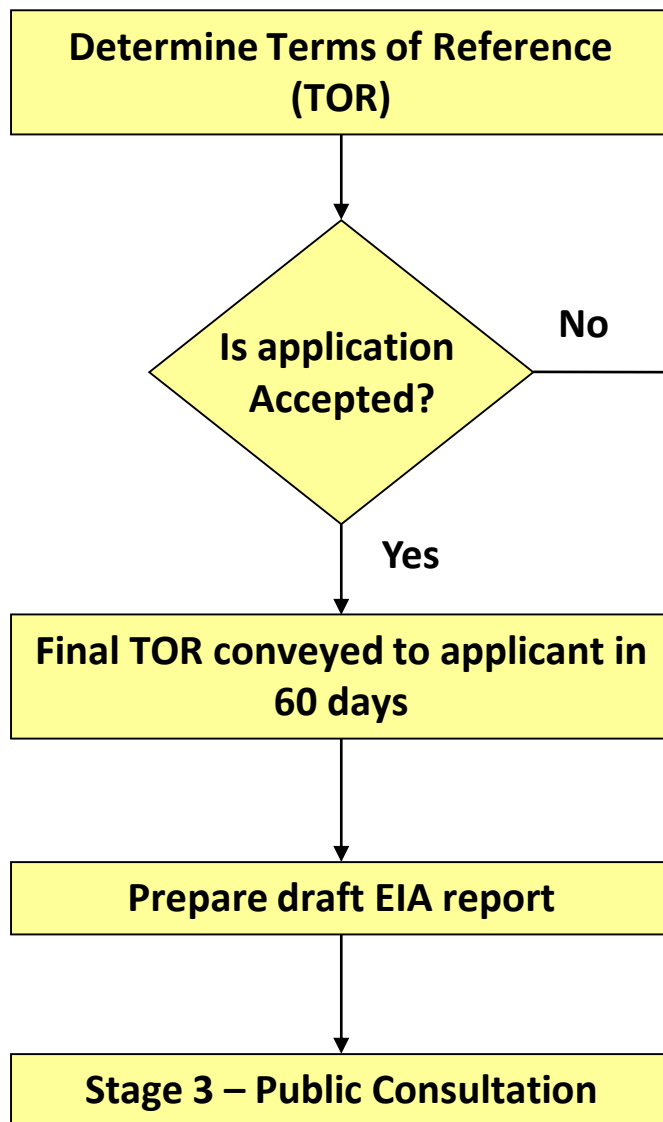 Determine Terms of Reference
(TOR)
Is application
Accepted?
No
Yes
Final TOR conveyed to applicant in
60 days
Prepare draft EIA report
Stage 3 – Public Consultation